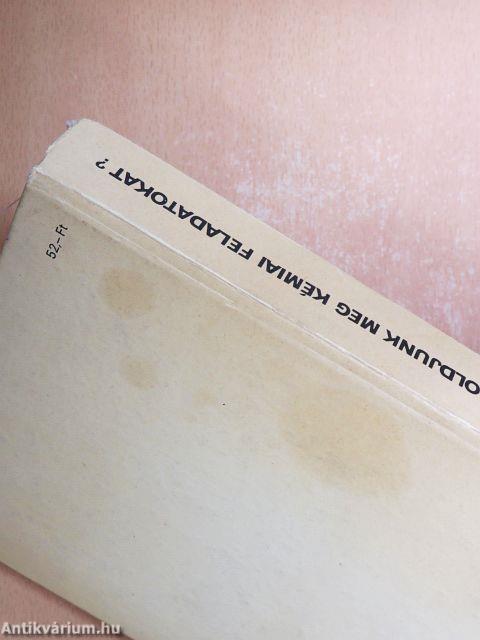 OLDJUNK MEG KÉMIAI FELADATOKAT?
52,-Ft
Antikvárium.hu